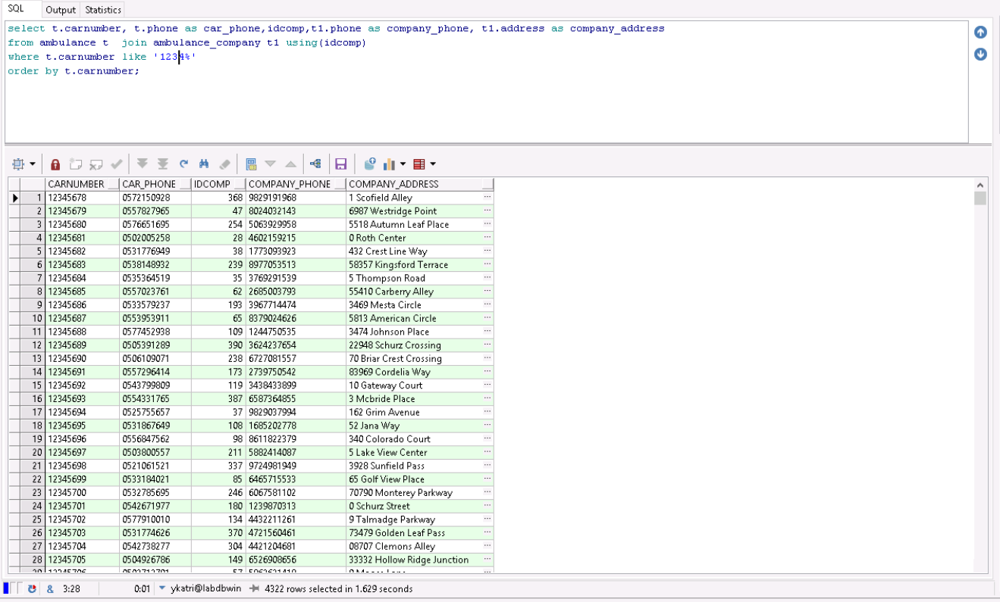 SQL Output Statistics
select t.carnumber, t.phone as car_phone,idcomp,t1.phone as company_phone, t1.address as company_address
from ambulance t  join ambulance_company t1 using(idcomp)
where t.carnumber like '1234%'
order by t.carnumber;
CARNUMBER CAR_PHONE IDCOMP COMPANY_PHONE COMPANY_ADDRESS
1 12345678 0572150928 368 9829191968 1 Scofield Alley ...
2 12345679 0557827965 47 8024032143 6987 Westridge Point ...
3 12345680 0576651695 254 5063929958 5518 Autumn Leaf Place ...
4 12345681 0502005258 28 4602159215 0 Roth Center ...
5 12345682 0531776949 38 1773093923 432 Crest Line Way ...
6 12345683 0538148932 239 8977053513 58357 Kingsford Terrace ...
7 12345684 0535364519 35 3769291539 5 Thompson Road ...
8 12345685 0557023761 62 2685003793 55410 Carberry Alley ...
9 12345686 0533579237 193 3967714474 3469 Mesta Circle ...
10 12345687 0553953911 65 8379024626 5813 American Circle ...
11 12345688 0577452938 109 1244750535 3474 Johnson Place ...
12 12345689 0505391289 390 3624237654 22948 Schurz Crossing ...
13 12345690 0506109071 238 6727081557 70 Briar Crest Crossing ...
14 12345691 0557296414 173 2739750542 83969 Cordelia Way ...
15 12345692 0543799809 119 3438433899 10 Gateway Court ...
16 12345693 0554331765 387 6587364855 3 Mcbride Place ...
17 12345694 0525755657 37 9829037994 162 Grim Avenue ...
18 12345695 0531867649 108 1685202778 52 Jana Way ...
19 12345696 0556847562 98 8611822379 340 Colorado Court ...
20 12345697 0503800557 211 5882414087 5 Lake View Center ...
21 12345698 0521061521 337 9724981949 3928 Sunfield Pass ...
22 12345699 0533184021 85 6465715533 65 Golf View Place ...
23 12345700 0532785695 246 6067581102 70790 Monterey Parkway ...
24 12345701 0542671977 180 1239870313 0 Schurz Street ...
25 12345702 0577910010 134 4432211261 9 Talmadge Parkway ...
26 12345703 0531774626 370 4721560461 73479 Golden Leaf Pass ...
27 12345704 0542738277 304 4421204681 08707 Clemons Alley ...
28 12345705 0504926786 149 6526908656 33332 Hollow Ridge Junction ...
& 3:28 0:01 ykatri@labdbwin 4322 rows selected in 1.629 seconds